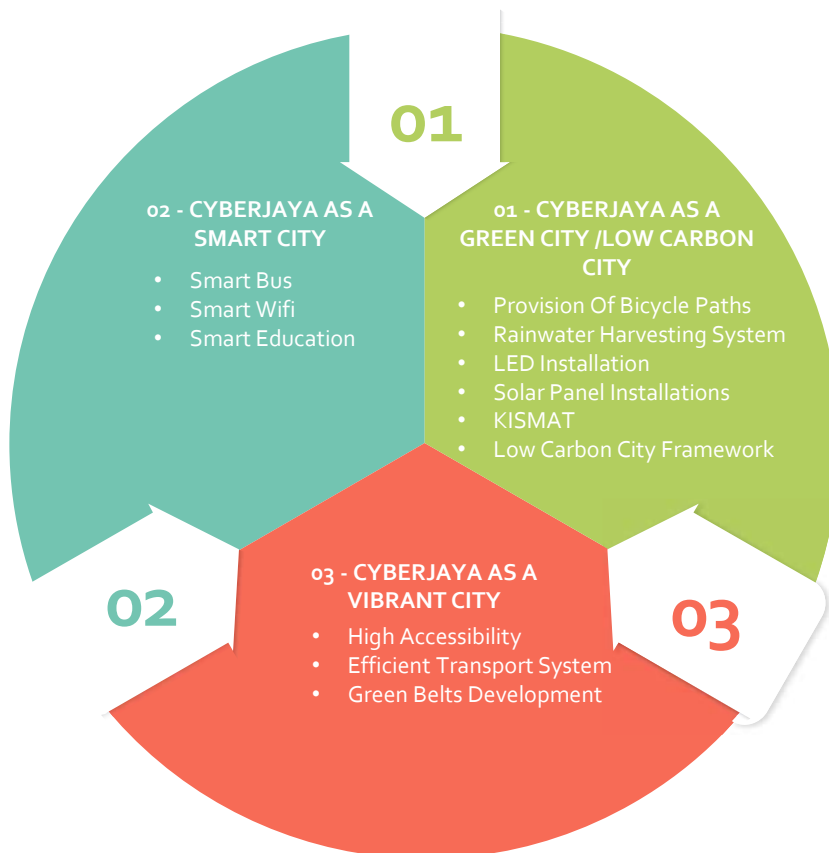 01
02 - CYBERJAYA AS A
SMART CITY
• Smart Bus
• Smart Wifi
• Smart Education
01 - CYBERJAYA AS A
GREEN CITY /LOW CARBON
CITY
• Provision Of Bicycle Paths
• Rainwater Harvesting System
• LED Installation
• Solar Panel Installations
• KISMAT
• Low Carbon City Framework
02
03 - CYBERJAYA AS A
VIBRANT CITY
• High Accessibility
• Efficient Transport System
• Green Belts Development
03